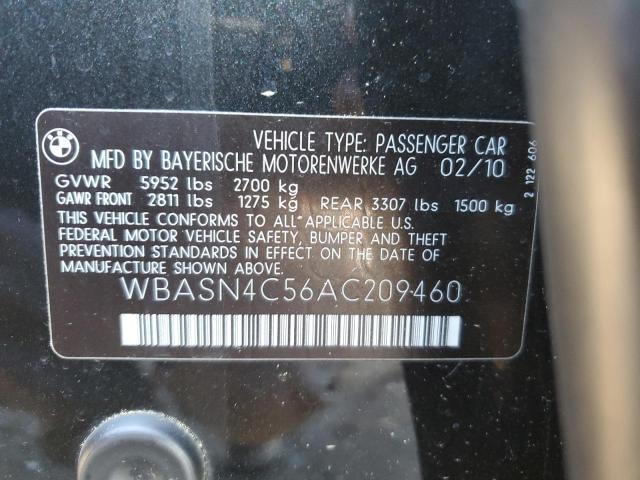 BMW
VEHICLE TYPE: PASSENGER CAR
MFD BY BAYERISCHE MOTORENWERKE AG 02/10
GVWR 5952 lbs 2700 kg
GAWR FRONT 2811 lbs 1275 kg REAR 3307 lbs 1500 kg
THIS VEHICLE CONFORMS TO ALL APPLICABLE U.S.
FEDERAL MOTOR VEHICLE SAFETY, BUMPER AND THEFT
PREVENTION STANDARDS IN EFFECT ON THE DATE OF
MANUFACTURE SHOWN ABOVE.
WBASN4C56AC209460
2 122 606